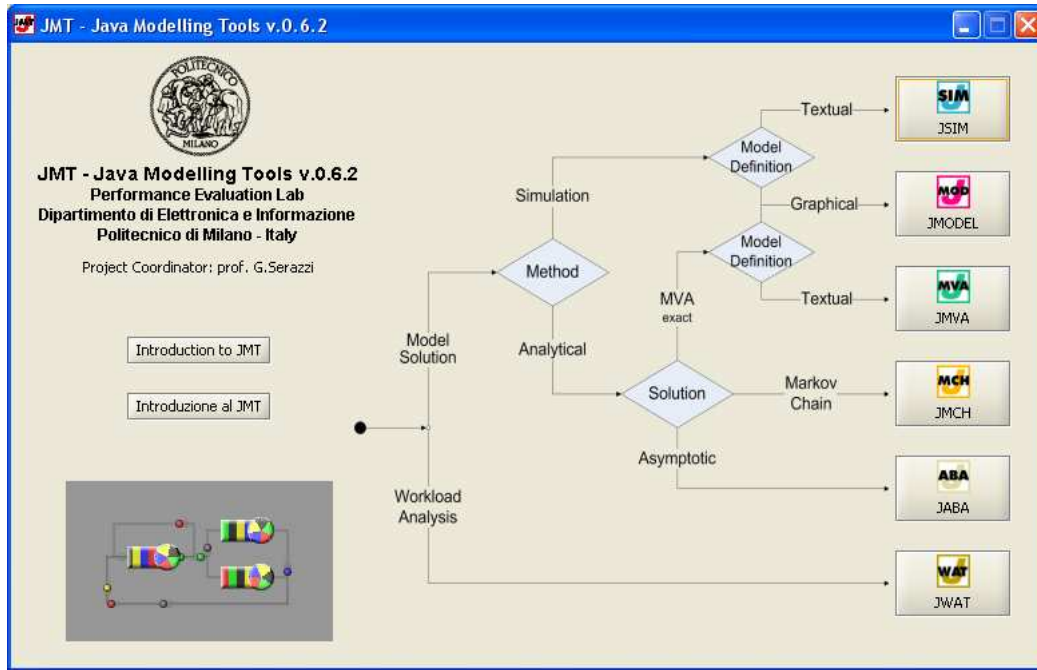 JMT - Java Modelling Tools v.0.6.2
POLITECNICO
MILANO
JMT - Java Modelling Tools v.0.6.2
Performance Evaluation Lab
Dipartimento di Elettronica e Informazione
Politecnico di Milano - Italy
Project Coordinator: prof. G.Serazzi
Introduction to JMT
Introduzione al JMT
Model
Solution
Workload
Analysis
Method
Simulation
Analytical
Model
Definition
Textual
Graphical
Model
Definition
Textual
MVA
exact
Solution
Markov
Chain
Asymptotic
SIM
JSIM
MOD
JMODEL
MVA
JMVA
MCH
JMCH
ABA
JABA
WAT
JWAT